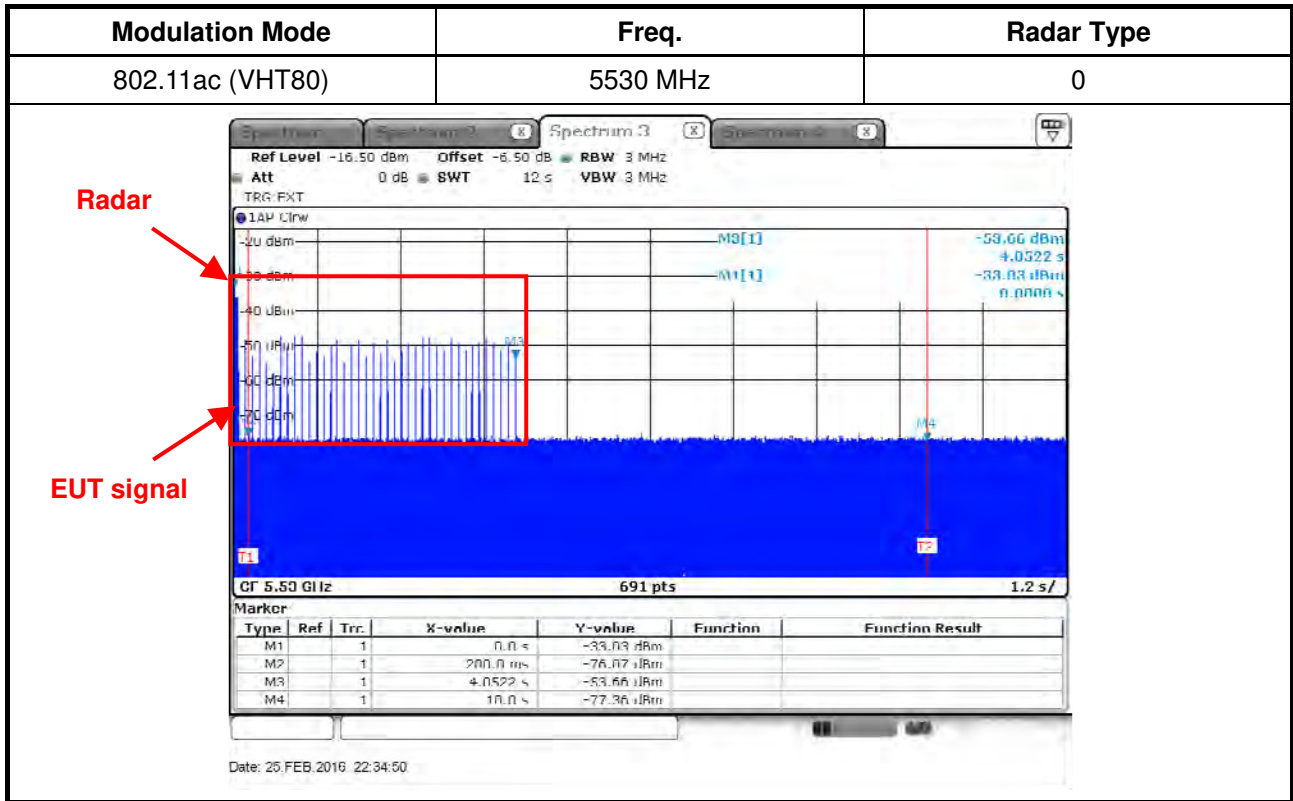 Modulation Mode Freq. Radar Type
802.11ac (VHT80) 5530 MHz 0
Spectrum 3
Ref Level -16.50 dBm Offset -6.50 dB RBW 3 MHz
Att 0 dB SWT 12 s VBW 3 MHz
TRG:EXT
Radar
1AP Clrw
-20 dBm M3[1] -53.66 dBm
4.0522 s
-30 dBm M1[1] -33.03 dBm
0.0000 s
-40 dBm
-50 dBm M3
-60 dBm
-70 dBm
M4
EUT signal
T1 T2
CF 5.53 GHz 691 pts 1.2 s/
Marker
Type Ref Trc. X-value Y-value Function Function Result
M1 1 0.0 s -33.03 dBm
M2 1 200.0 ms -76.07 dBm
M3 1 4.0522 s -53.66 dBm
M4 1 10.0 s -77.36 dBm
Date: 25.FEB.2016 22:34:50